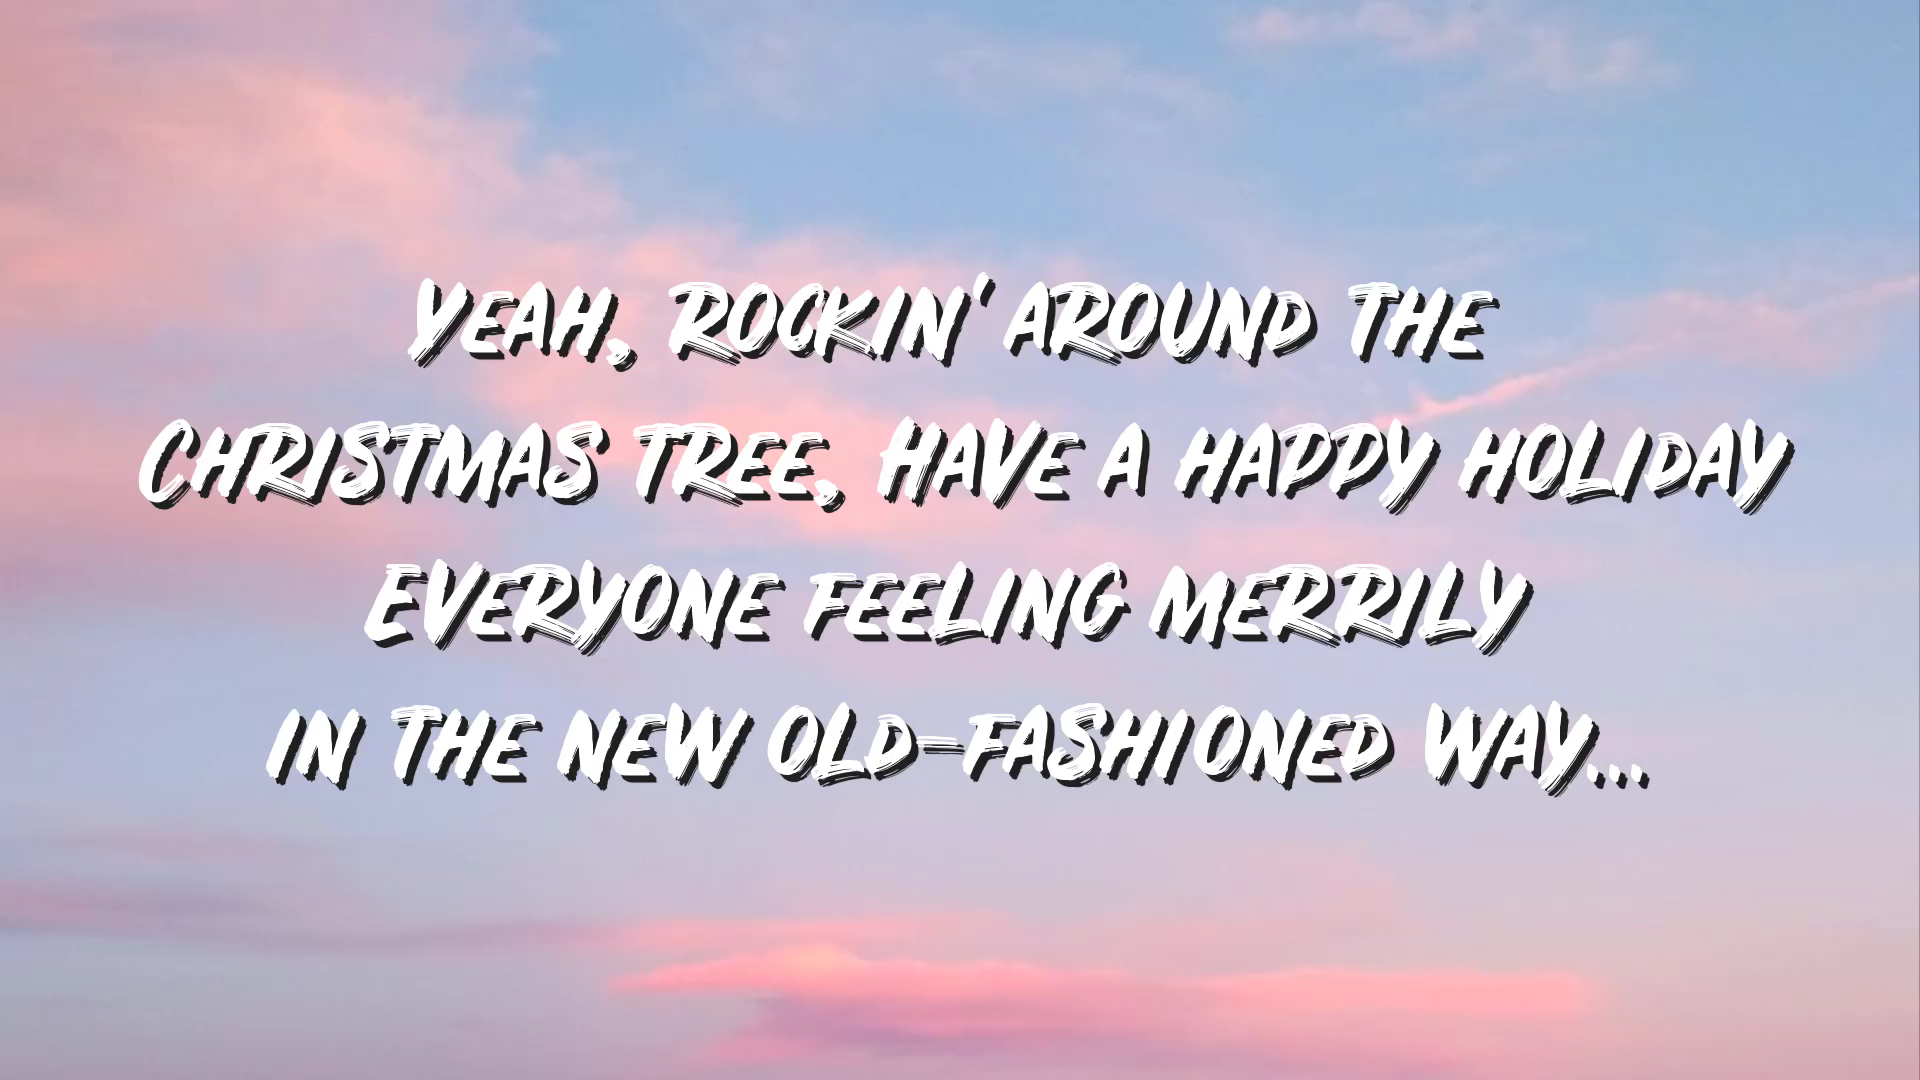 Yeah, rockin' around the
Christmas tree, Have a happy holiday
Everyone feeling merrily
in the new old-fashioned way...